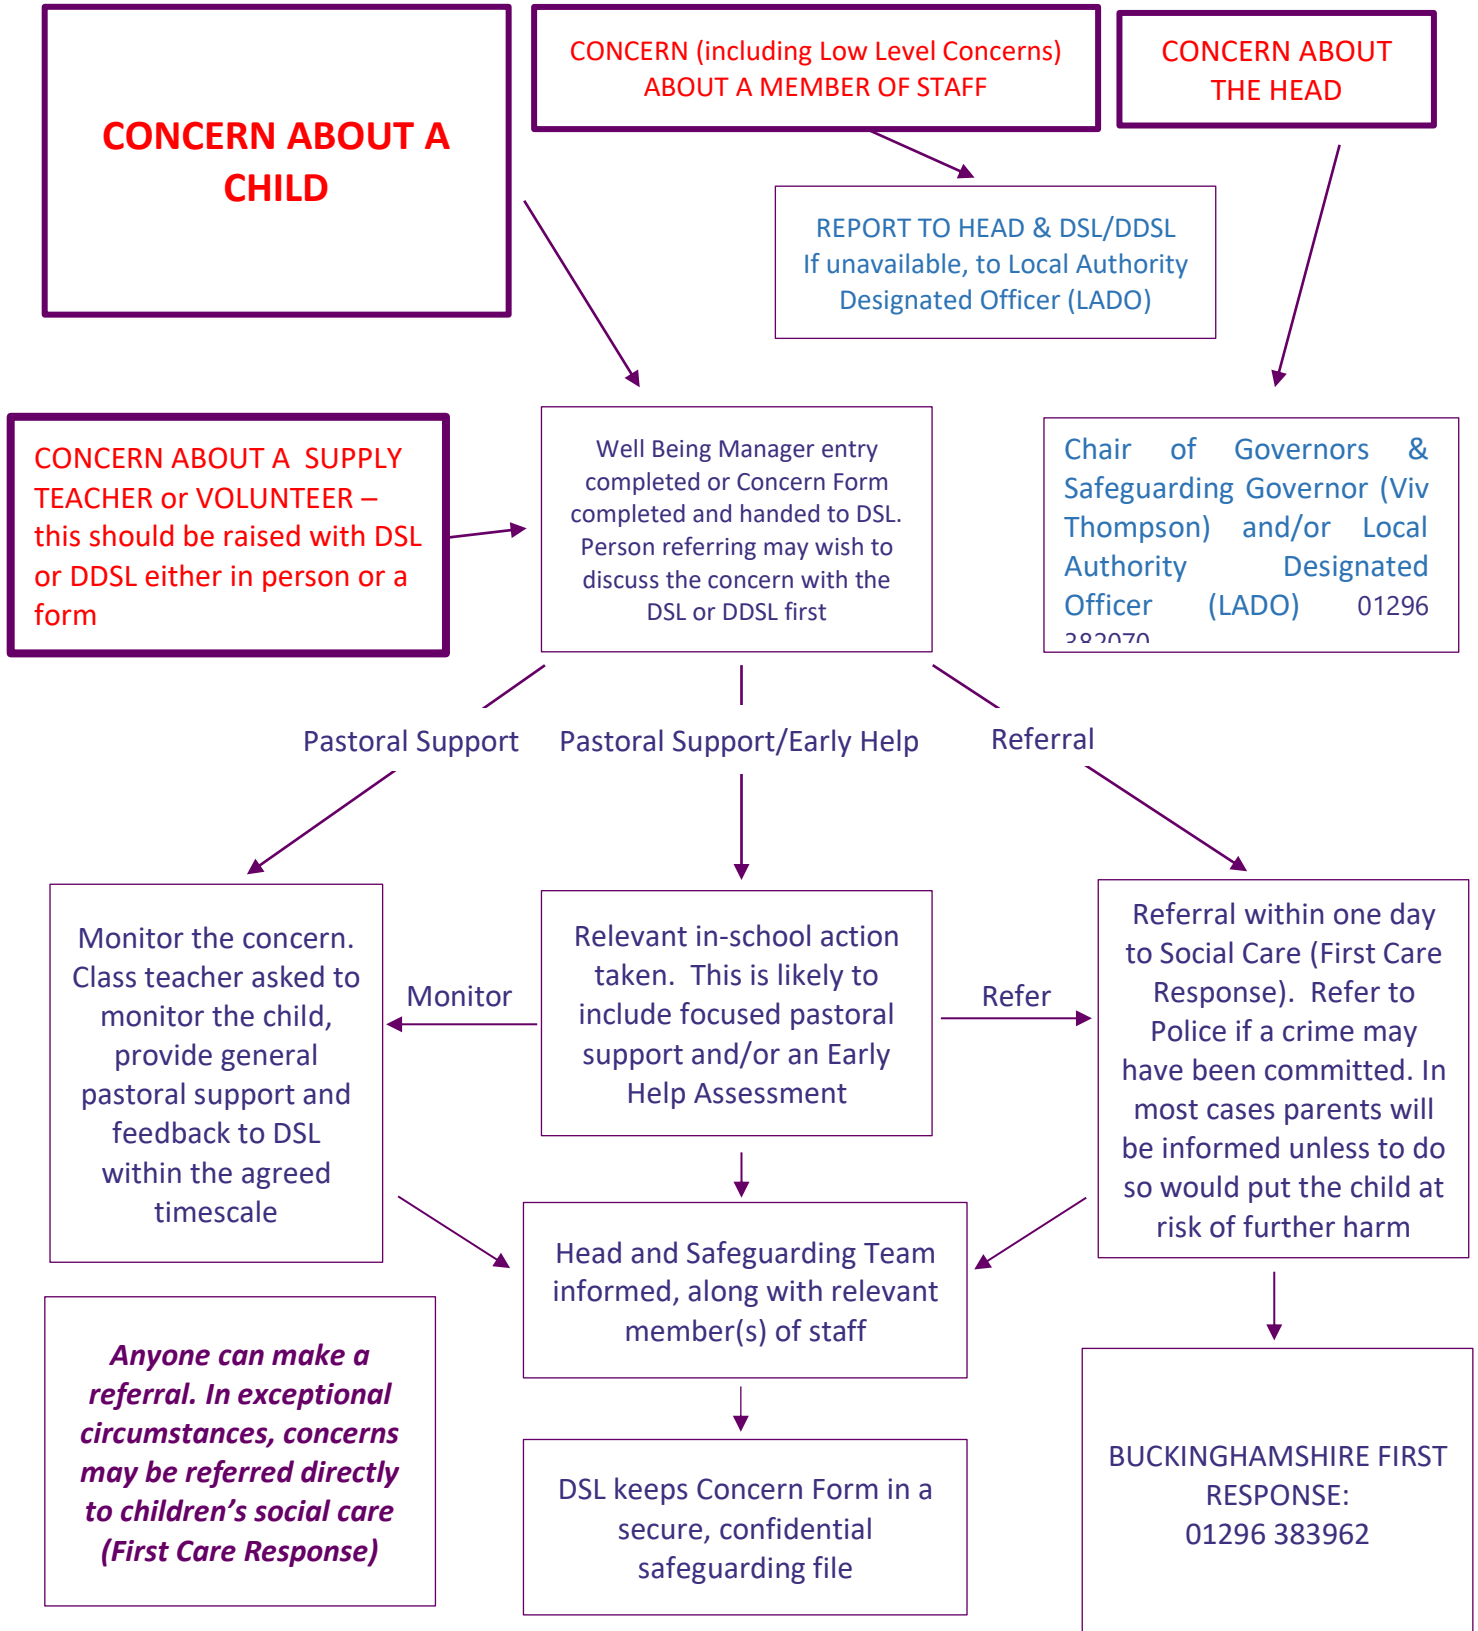 CONCERN ABOUT A
CHILD
CONCERN (including Low Level Concerns)
ABOUT A MEMBER OF STAFF
CONCERN ABOUT
THE HEAD
REPORT TO HEAD & DSL/DDSL
If unavailable, to Local Authority
Designated Officer (LADO)
CONCERN ABOUT A SUPPLY
TEACHER or VOLUNTEER –
this should be raised with DSL
or DDSL either in person or a
form
Well Being Manager entry
completed or Concern Form
completed and handed to DSL.
Person referring may wish to
discuss the concern with the
DSL or DDSL first
Chair of Governors &
Safeguarding Governor (Viv
Thompson) and/or Local
Authority Designated
Officer (LADO) 01296
382070
Pastoral Support
Pastoral Support/Early Help
Referral
Monitor the concern.
Class teacher asked to
monitor the child,
provide general
pastoral support and
feedback to DSL
within the agreed
timescale
Monitor
Relevant in-school action
taken. This is likely to
include focused pastoral
support and/or an Early
Help Assessment
Refer
Referral within one day
to Social Care (First Care
Response). Refer to
Police if a crime may
have been committed. In
most cases parents will
be informed unless to do
so would put the child at
risk of further harm
Head and Safeguarding Team
informed, along with relevant
member(s) of staff
Anyone can make a
referral. In exceptional
circumstances, concerns
may be referred directly
to children’s social care
(First Care Response)
DSL keeps Concern Form in a
secure, confidential
safeguarding file
BUCKINGHAMSHIRE FIRST
RESPONSE:
01296 383962